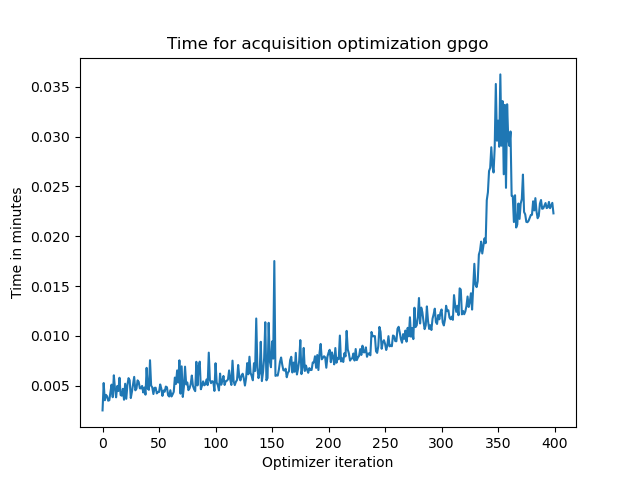 Time for acquisition optimization gpgo
0.035
0.030
0.025
0.020
0.015
0.010
0.005
Time in minutes
0 50 100 150 200 250 300 350 400
Optimizer iteration